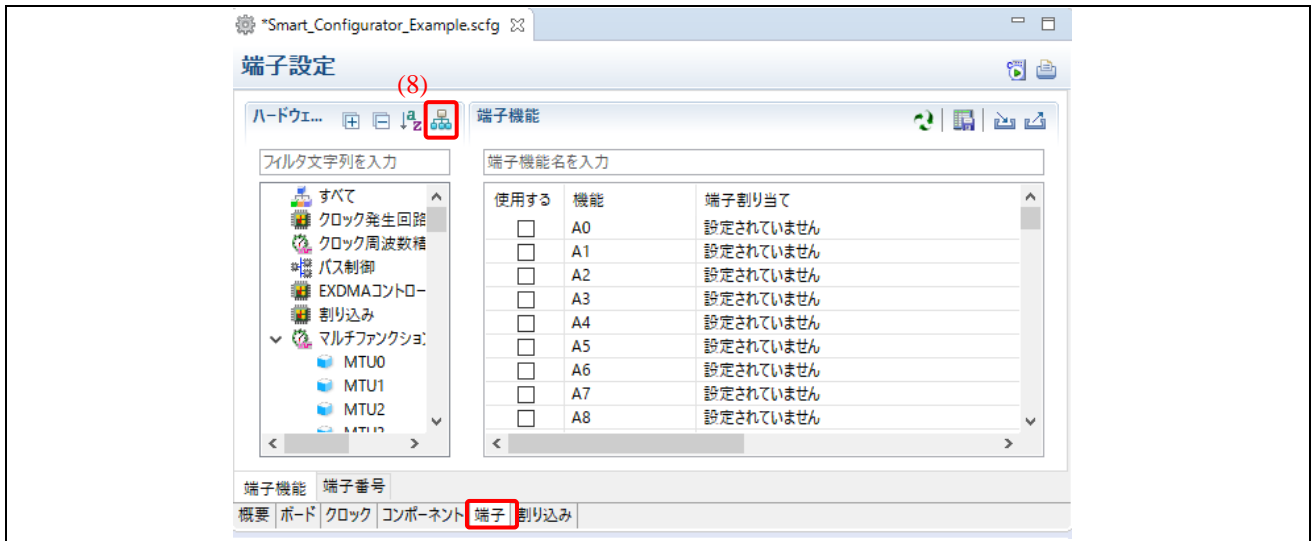 *Smart_Configurator_Example.scfg
端子設定
(8)
ハードウェ...
端子機能
フィルタ文字列を入力
端子機能名を入力
すべて
クロック発生回路
クロック周波数積
バス制御
EXDMAコントロー
割り込み
マルチファンクション
MTU0
MTU1
MTU2
MTU3
使用する 機能 端子割り当て
A0 設定されていません
A1 設定されていません
A2 設定されていません
A3 設定されていません
A4 設定されていません
A5 設定されていません
A6 設定されていません
A7 設定されていません
A8 設定されていません
端子機能 端子番号
概要 ボード クロック コンポーネント 端子 割り込み